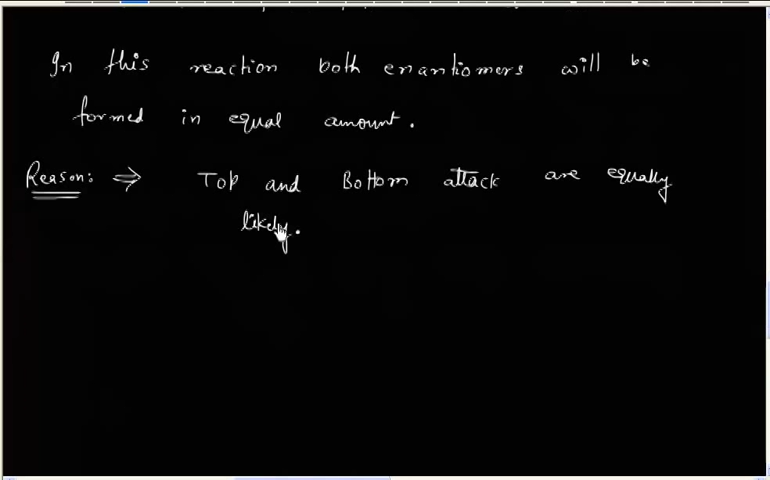 In this reaction both enantiomers will be
formed in equal amount.
Reason: ⇒ Top and Bottom attack are equally
likely.